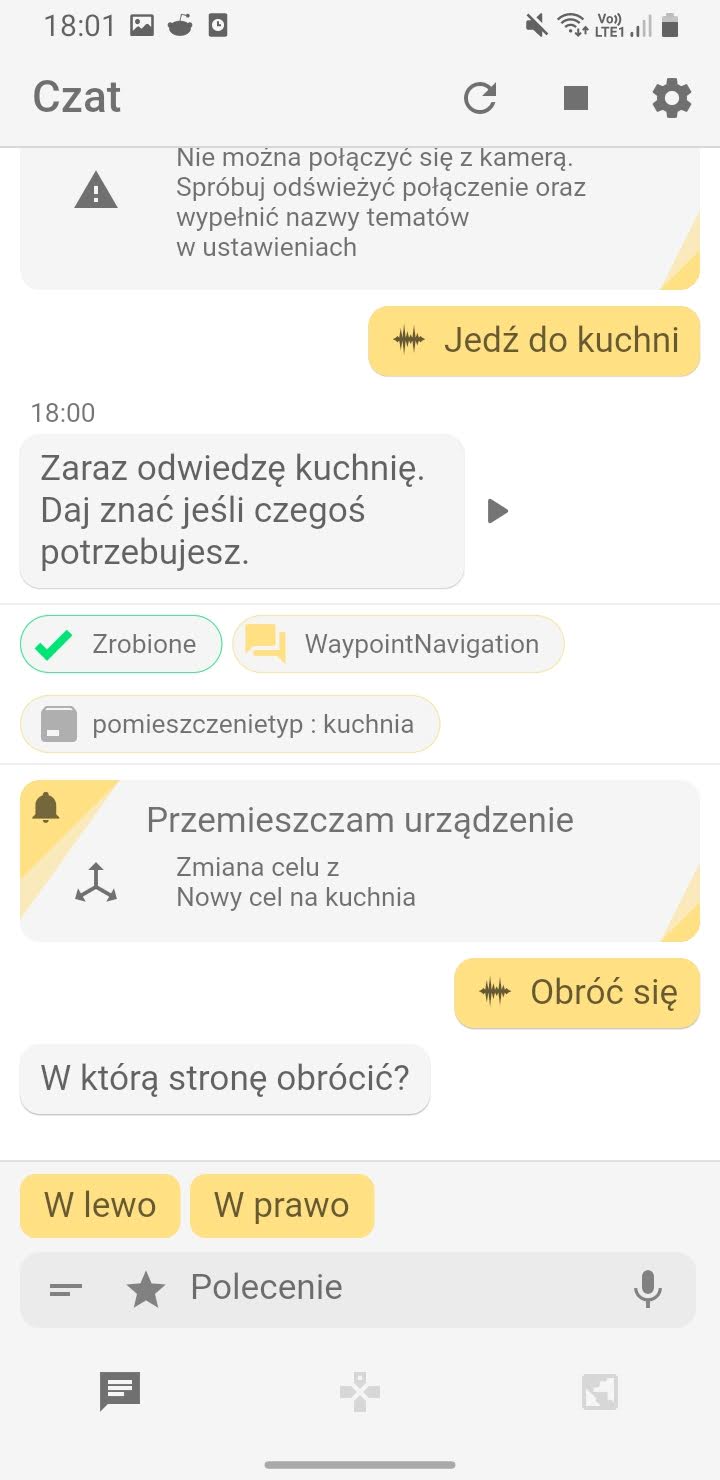 18:01
Vo))
LTE1
Czat
Nie można połączyć się z kamerą.
Spróbuj odświeżyć połączenie oraz
wypełnić nazwy tematów
w ustawieniach
Jedź do kuchni
18:00
Zaraz odwiedzę kuchnię.
Daj znać jeśli czegoś
potrzebujesz.
Zrobione
WaypointNavigation
pomieszczenietyp : kuchnia
Przemieszczam urządzenie
Zmiana celu z
Nowy cel na kuchnia
Obróć się
W którą stronę obrócić?
W lewo
W prawo
Polecenie